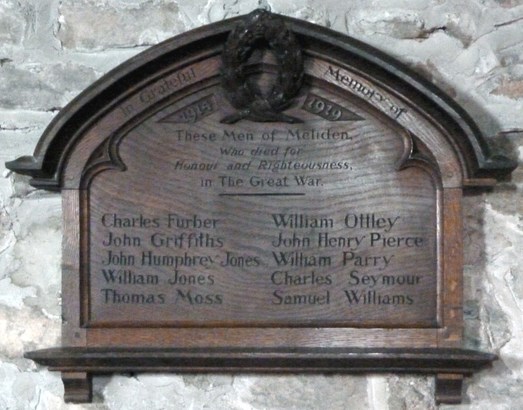 In Grateful Memory of
1914 1919
These Men of Meliden,
Who died for
Honour and Righteousness,
in The Great War.
Charles Furber
John Griffiths
John Humphrey Jones
William Jones
Thomas Moss
William Ottley
John Henry Pierce
William Parry
Charles Seymour
Samuel Williams